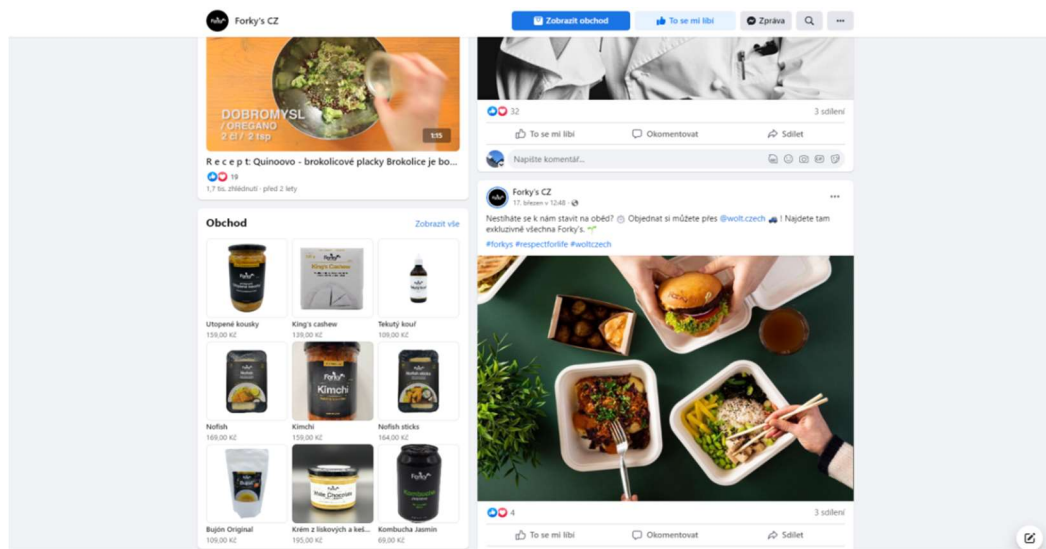 Forky's CZ
Zobrazit obchod
To se mi líbí
Zpráva
DOBROMYSL
/ OREGANO
2 čl / 2 tsp
1:15
R e c e p t: Quinoovo - brokolicové placky Brokolice je bo...
19
1,7 tis. zhlédnutí · před 2 lety
Obchod
Zobrazit vše
Utopené kousky
159,00 Kč
King's cashew
139,00 Kč
Tekutý kouř
109,00 Kč
Nofish
169,00 Kč
Kimchi
159,00 Kč
Nofish sticks
164,00 Kč
Bujón Original
109,00 Kč
Krém z lískových a keš...
195,00 Kč
Kombucha Jasmín
69,00 Kč
32
3 sdílení
To se mi líbí
Okomentovat
Sdílet
Napište komentář...
Forky's CZ
17. březen v 12:48 ·
Nestíháte se k nám stavit na oběd? Objednat si můžete přes @wolt.czech ! Najdete tam
exkluzivně všechna Forky's.
#forkys #respectforlife #woltczech
4
3 sdílení
To se mi líbí
Okomentovat
Sdílet